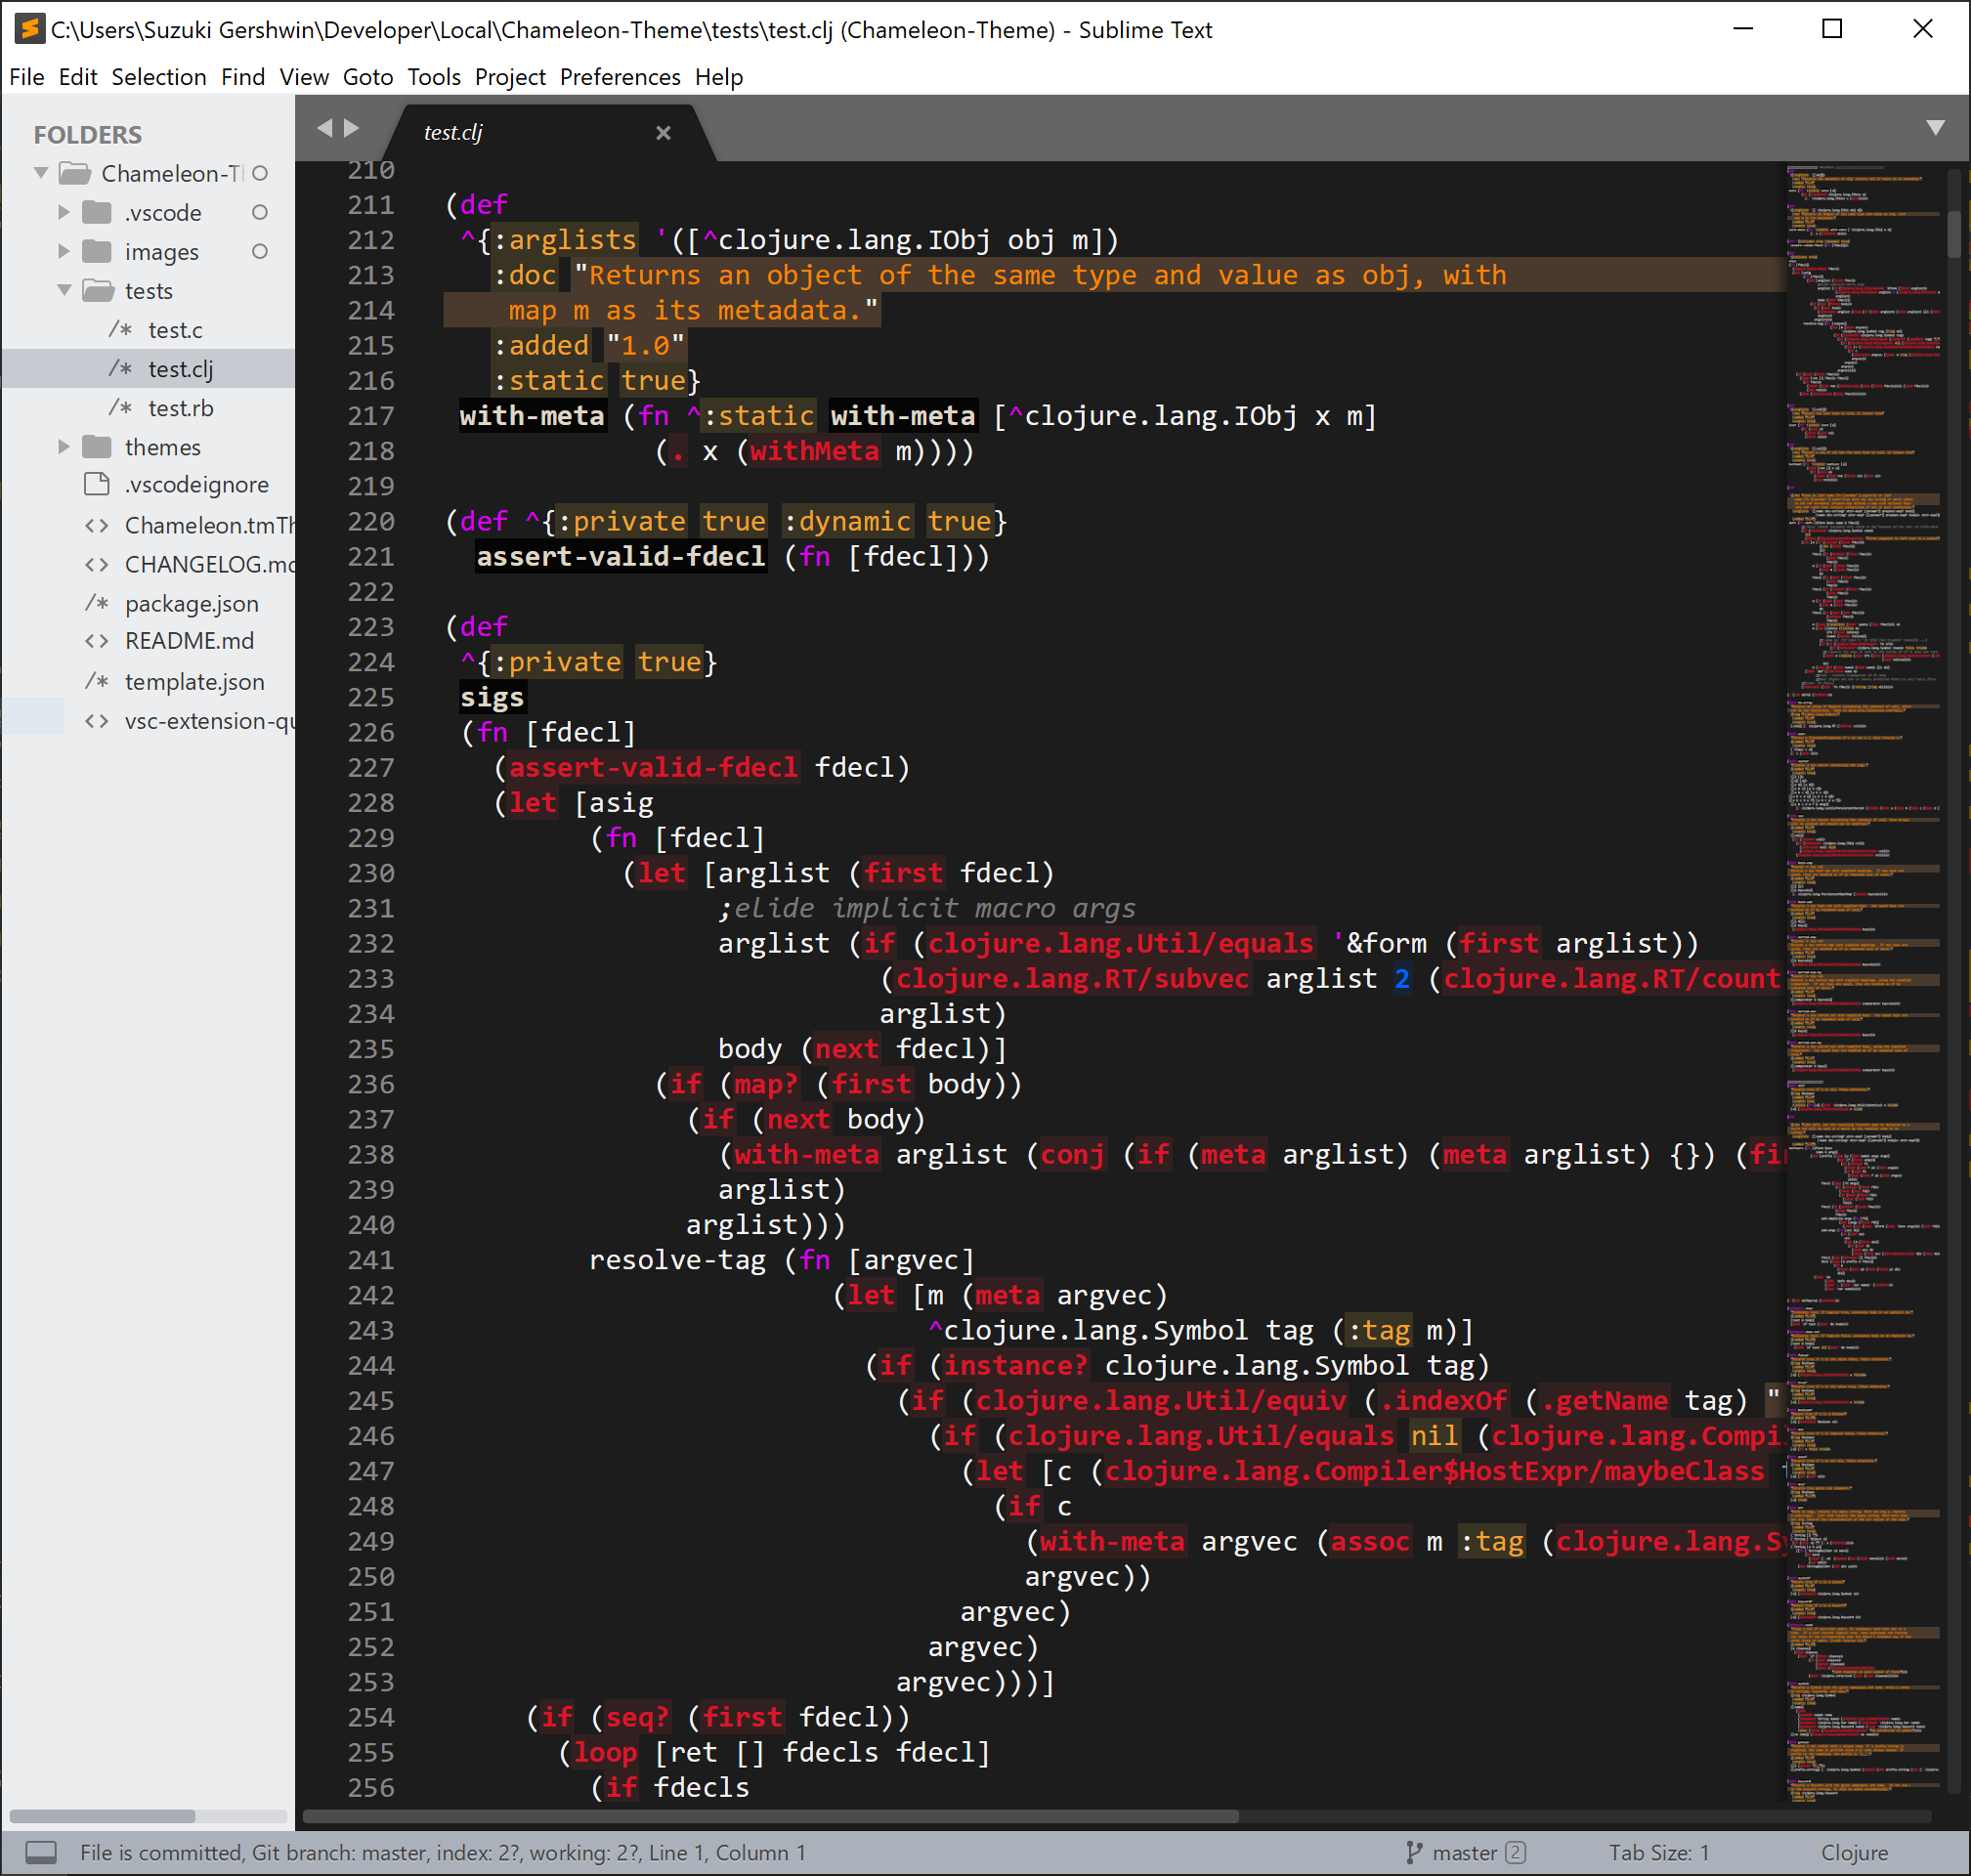 C:\Users\Suzuki Gershwin\Developer\Local\Chameleon-Theme\tests\test.clj (Chameleon-Theme) - Sublime Text
File Edit Selection Find View Goto Tools Project Preferences Help
FOLDERS
Chameleon-Th
.vscode
images
tests
/* test.c
/* test.clj
/* test.rb
themes
.vscodeignore
<> Chameleon.tmTh
<> CHANGELOG.md
/* package.json
<> README.md
/* template.json
<> vsc-extension-qu
test.clj
210
211 (def
212 ^{:arglists '([^clojure.lang.IObj obj m])
213 :doc "Returns an object of the same type and value as obj, with
214 map m as its metadata."
215 :added "1.0"
216 :static true}
217 with-meta (fn ^:static with-meta [^clojure.lang.IObj x m]
218 (. x (withMeta m))))
219
220 (def ^{:private true :dynamic true}
221 assert-valid-fdecl (fn [fdecl]))
222
223 (def
224 ^{:private true}
225 sigs
226 (fn [fdecl]
227 (assert-valid-fdecl fdecl)
228 (let [asig
229 (fn [fdecl]
230 (let [arglist (first fdecl)
231 ;elide implicit macro args
232 arglist (if (clojure.lang.Util/equals '&form (first arglist))
233 (clojure.lang.RT/subvec arglist 2 (clojure.lang.RT/count
234 arglist)
235 body (next fdecl)]
236 (if (map? (first body))
237 (if (next body)
238 (with-meta arglist (conj (if (meta arglist) (meta arglist) {}) (fi
239 arglist)
240 arglist)))
241 resolve-tag (fn [argvec]
242 (let [m (meta argvec)
243 ^clojure.lang.Symbol tag (:tag m)]
244 (if (instance? clojure.lang.Symbol tag)
245 (if (clojure.lang.Util/equiv (.indexOf (.getName tag) "
246 (if (clojure.lang.Util/equals nil (clojure.lang.Compi
247 (let [c (clojure.lang.Compiler$HostExpr/maybeClass
248 (if c
249 (with-meta argvec (assoc m :tag (clojure.lang.Sy
250 argvec))
251 argvec)
252 argvec)
253 argvec)))]
254 (if (seq? (first fdecl))
255 (loop [ret [] fdecls fdecl]
256 (if fdecls
File is committed, Git branch: master, index: 2?, working: 2?, Line 1, Column 1
master 2
Tab Size: 1
Clojure